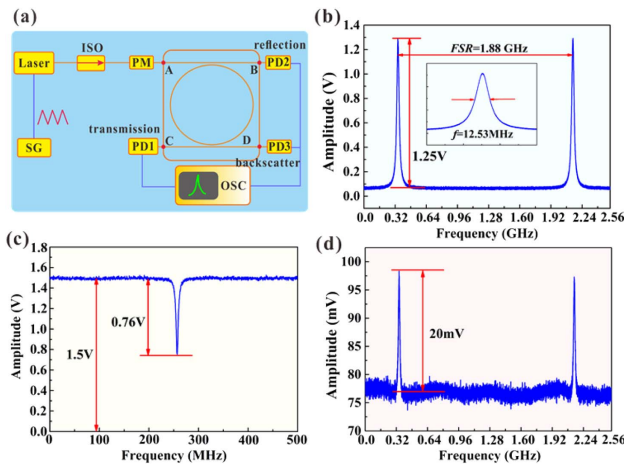 (a)
ISO
reflection
Laser
PM
A
B
PD2
transmission
SG
PD1
C
D
PD3
backscatter
OSC
(b)
1.4
1.2
1.0
0.8
0.6
0.4
0.2
0.0
Amplitude (V)
FSR=1.88 GHz
f=12.53MHz
1.25V
0.0 0.32 0.64 0.96 1.28 1.60 1.92 2.24 2.56
Frequency (GHz)
(c)
1.8
1.6
1.4
1.2
1.0
0.8
0.6
0.4
0.2
0.0
Amplitude (V)
0.76V
1.5V
0 100 200 300 400 500
Frequency (MHz)
(d)
100
95
90
85
80
75
70
Amplitude (mV)
20mV
0.0 0.32 0.64 0.96 1.28 1.60 1.92 2.24 2.56
Frequency (GHz)